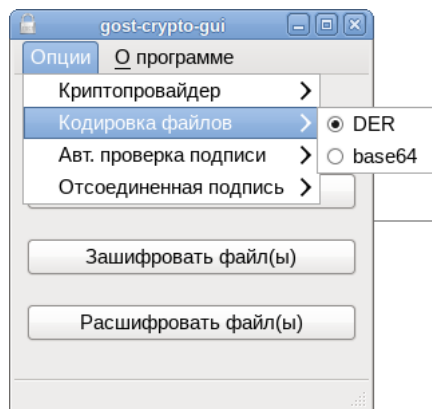 gost-crypto-gui
Опции О программе
Криптопровайдер
Кодировка файлов
DER
Авт. проверка подписи
base64
Отсоединенная подпись
Зашифровать файл(ы)
Расшифровать файл(ы)